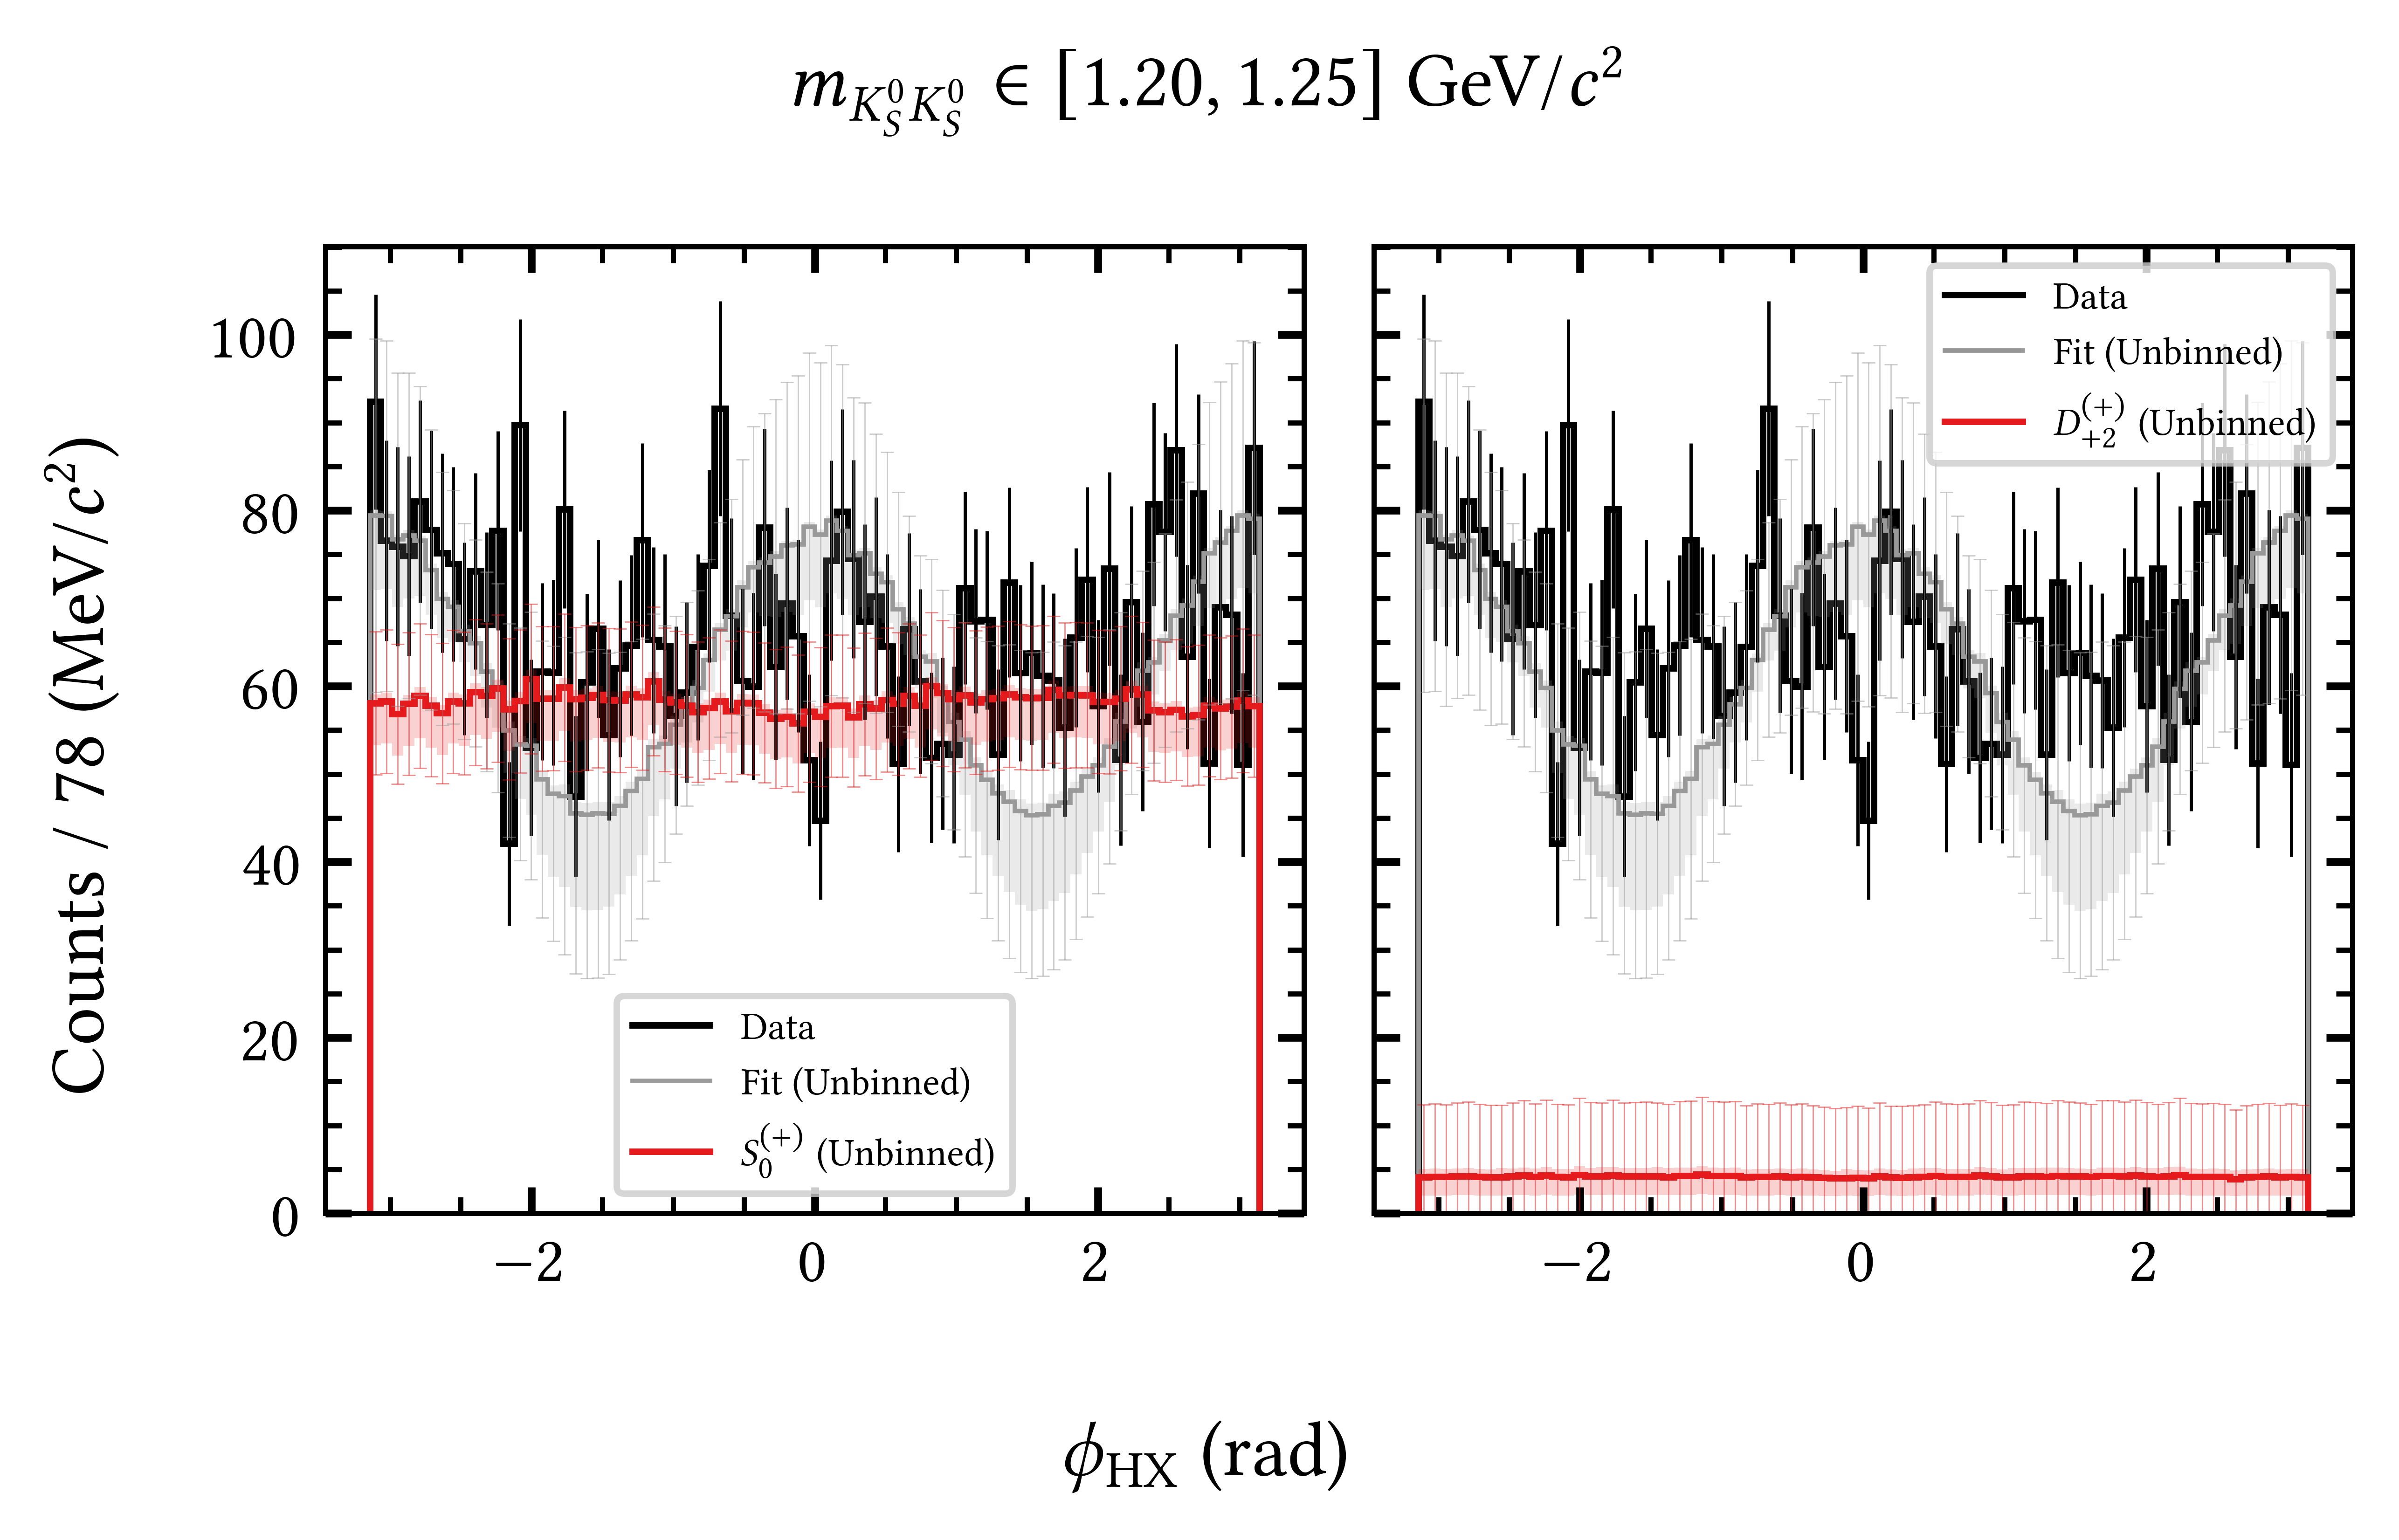 m_{K_S^0 K_S^0} ∈ [1.20, 1.25] GeV/c²
Counts / 78 (MeV/c²)
100
80
60
40
20
0
−2 0 2
Data
Fit (Unbinned)
S_0^{(+)} (Unbinned)
−2 0 2
Data
Fit (Unbinned)
D_{+2}^{(+)} (Unbinned)
ϕ_{HX} (rad)